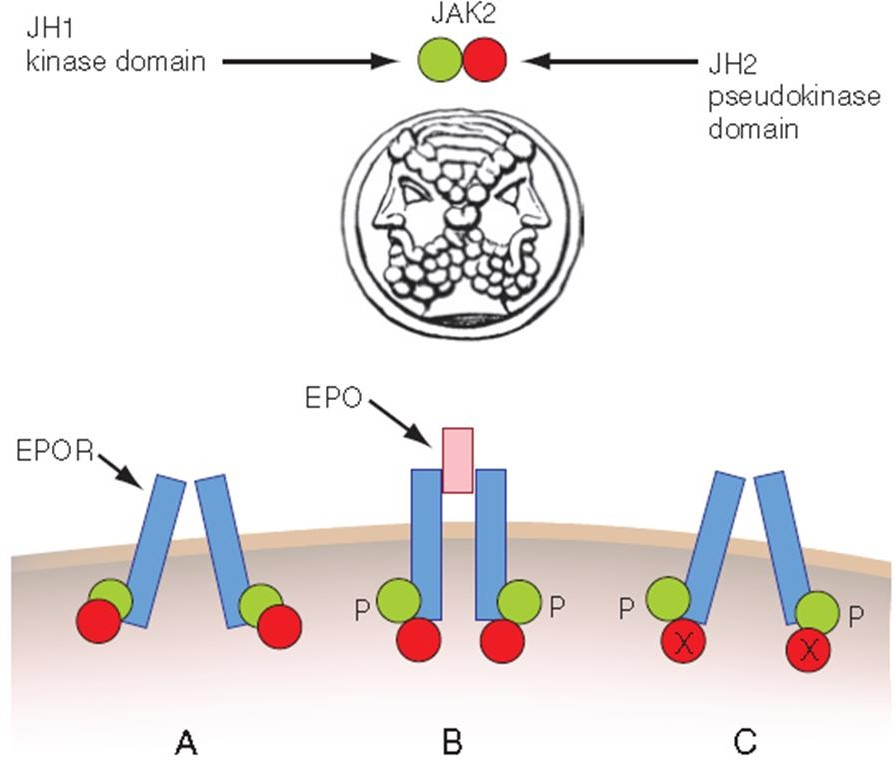 JAK2
JH1
kinase domain
JH2
pseudokinase
domain
EPO
EPOR
P
P
P
P
X
X
A
B
C